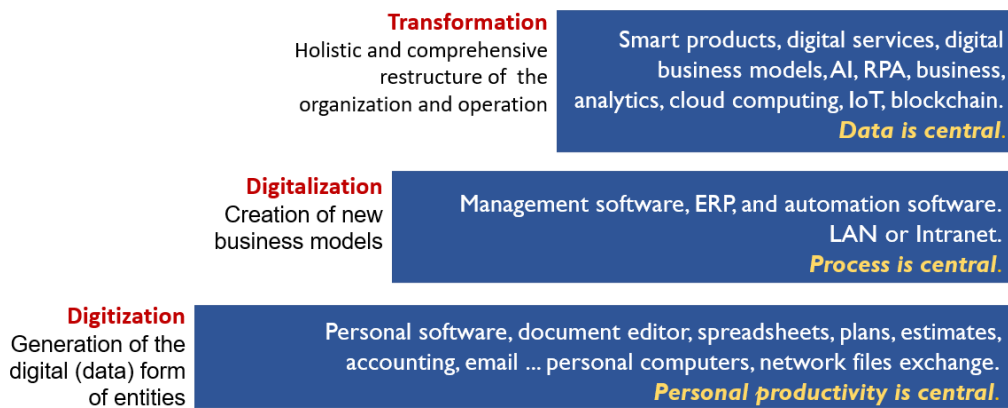 Transformation
Holistic and comprehensive
restructure of the
organization and operation
Smart products, digital services, digital
business models, AI, RPA, business,
analytics, cloud computing, IoT, blockchain.
Data is central.
Digitalization
Creation of new
business models
Management software, ERP, and automation software.
LAN or Intranet.
Process is central.
Digitization
Generation of the
digital (data) form
of entities
Personal software, document editor, spreadsheets, plans, estimates,
accounting, email ... personal computers, network files exchange.
Personal productivity is central.